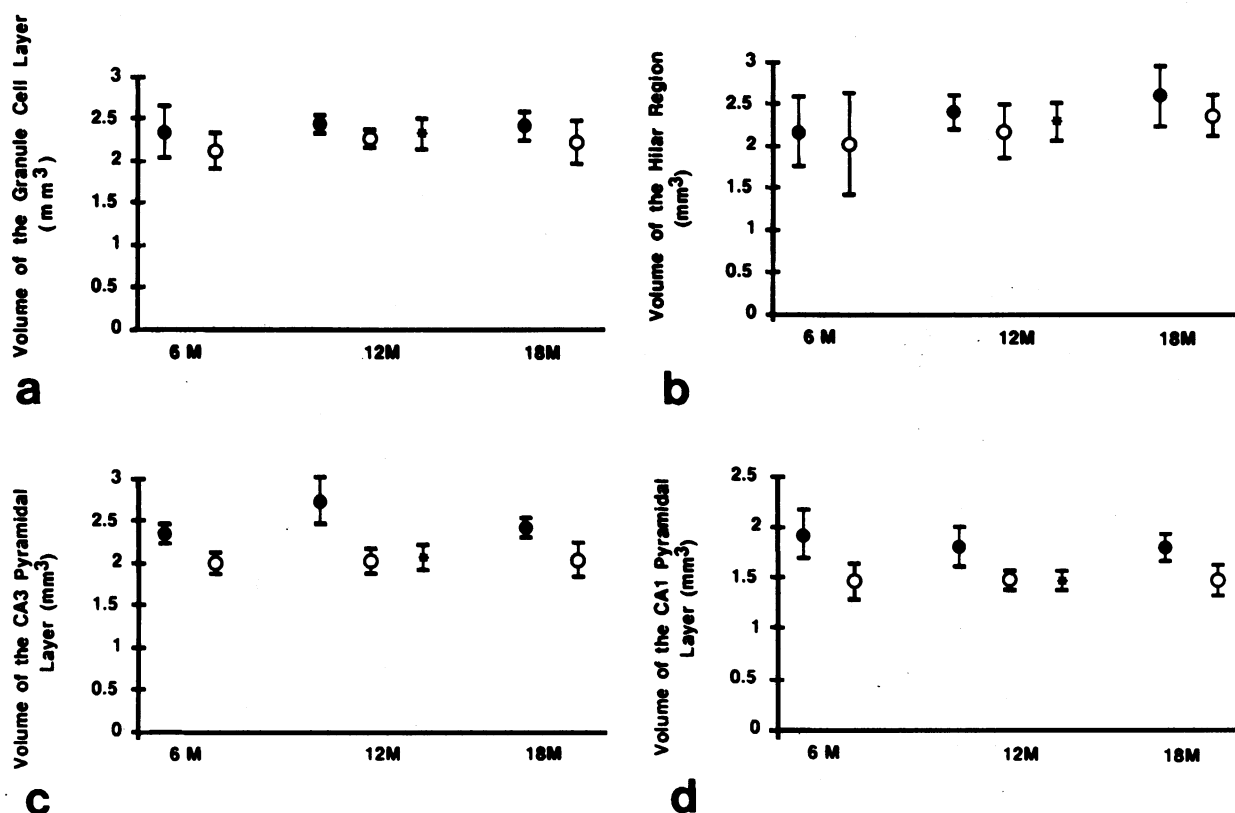 Volume of the Granule Cell Layer
(mm3)
3
2.5
2
1.5
1
0.5
0
6 M 12M 18M
a
Volume of the Hilar Region
(mm3)
3
2.5
2
1.5
1
0.5
0
6 M 12M 18M
b
Volume of the CA3 Pyramidal
Layer (mm3)
3
2.5
2
1.5
1
0.5
0
6 M 12M 18M
c
Volume of the CA1 Pyramidal
Layer (mm3)
2.5
2
1.5
1
0.5
0
6 M 12M 18M
d